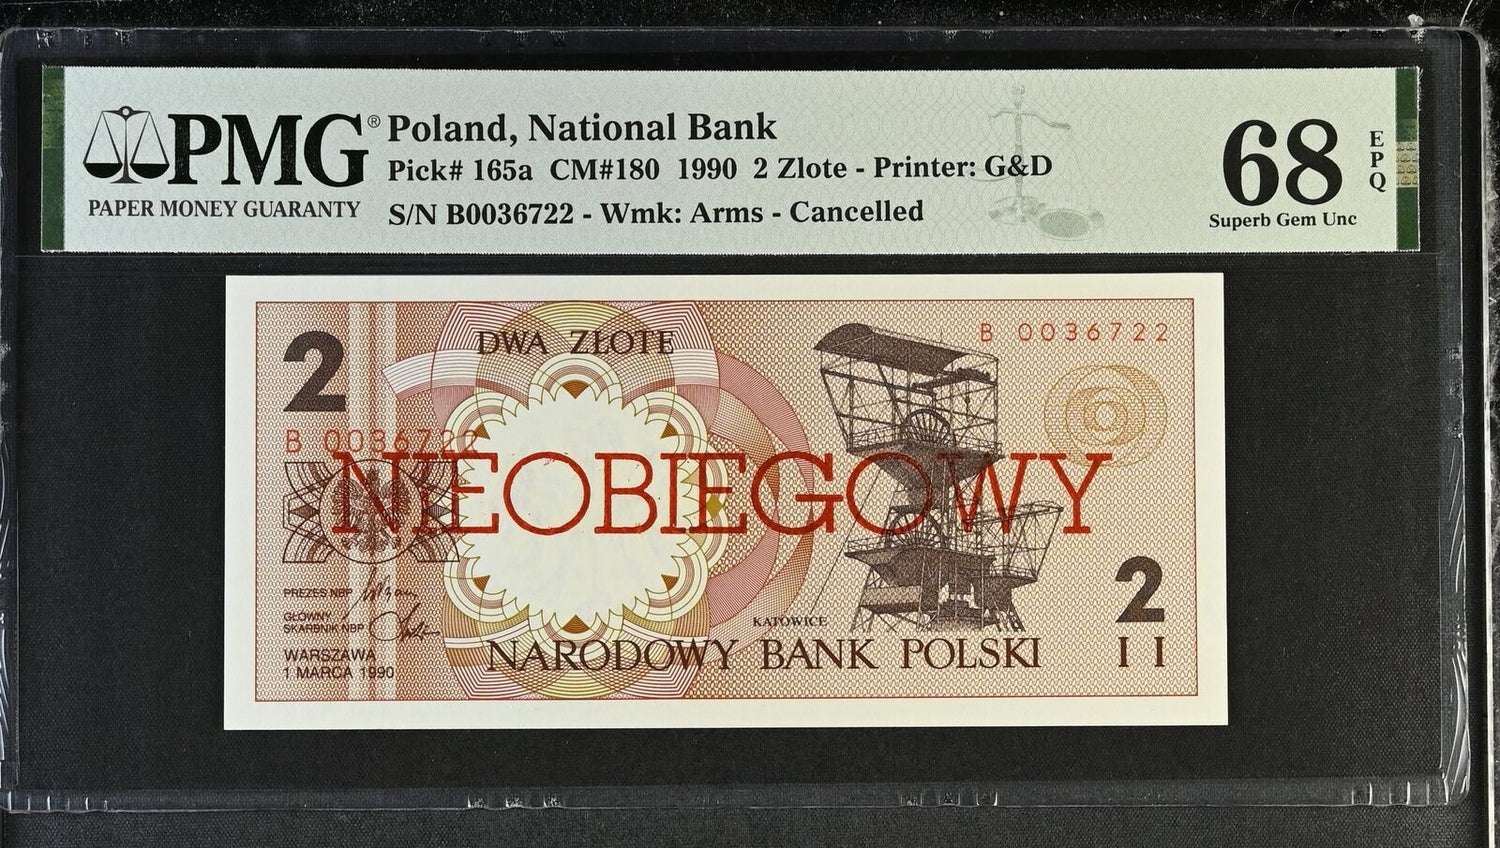 PMG® Poland, National Bank
Pick# 165a CM#180 1990 2 Zlote - Printer: G&D
PAPER MONEY GUARANTY
S/N B0036722 - Wmk: Arms - Cancelled
68 EPQ
Superb Gem Unc
2
DWA ZŁOTE
B 0036722
B 0036722
NIEOBIEGOWY
PREZES NBP
GŁÓWNY
SKARBNIK NBP
WARSZAWA
1 MARCA 1990
KATOWICE
NARODOWY BANK POLSKI
2
II